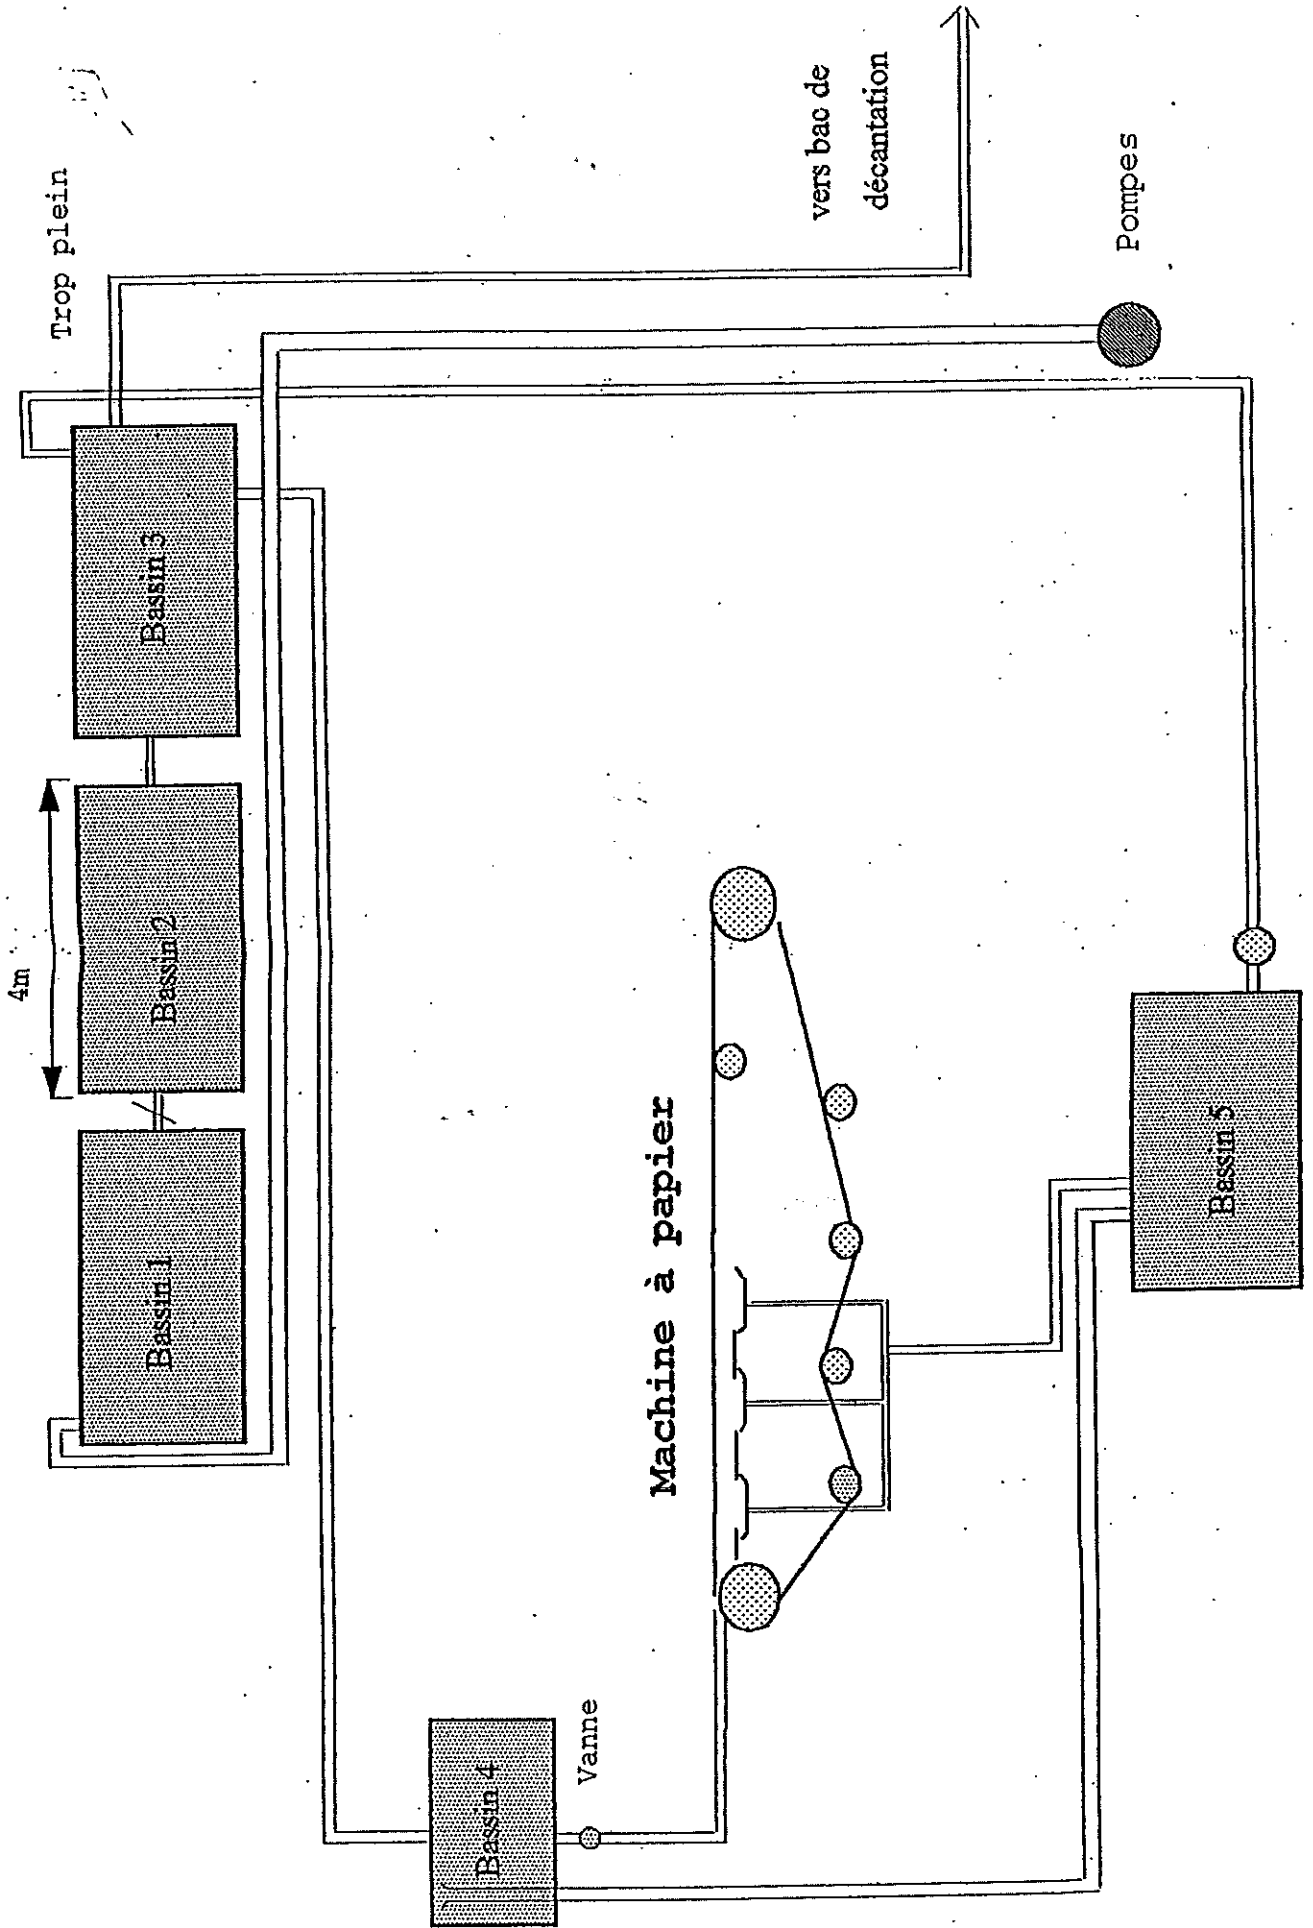 4m
Bassin 1
Bassin 2
Bassin 3
Trop plein
Bassin 4
Vanne
Machine à papier
vers bac de
décantation
Pompes
Bassin 5